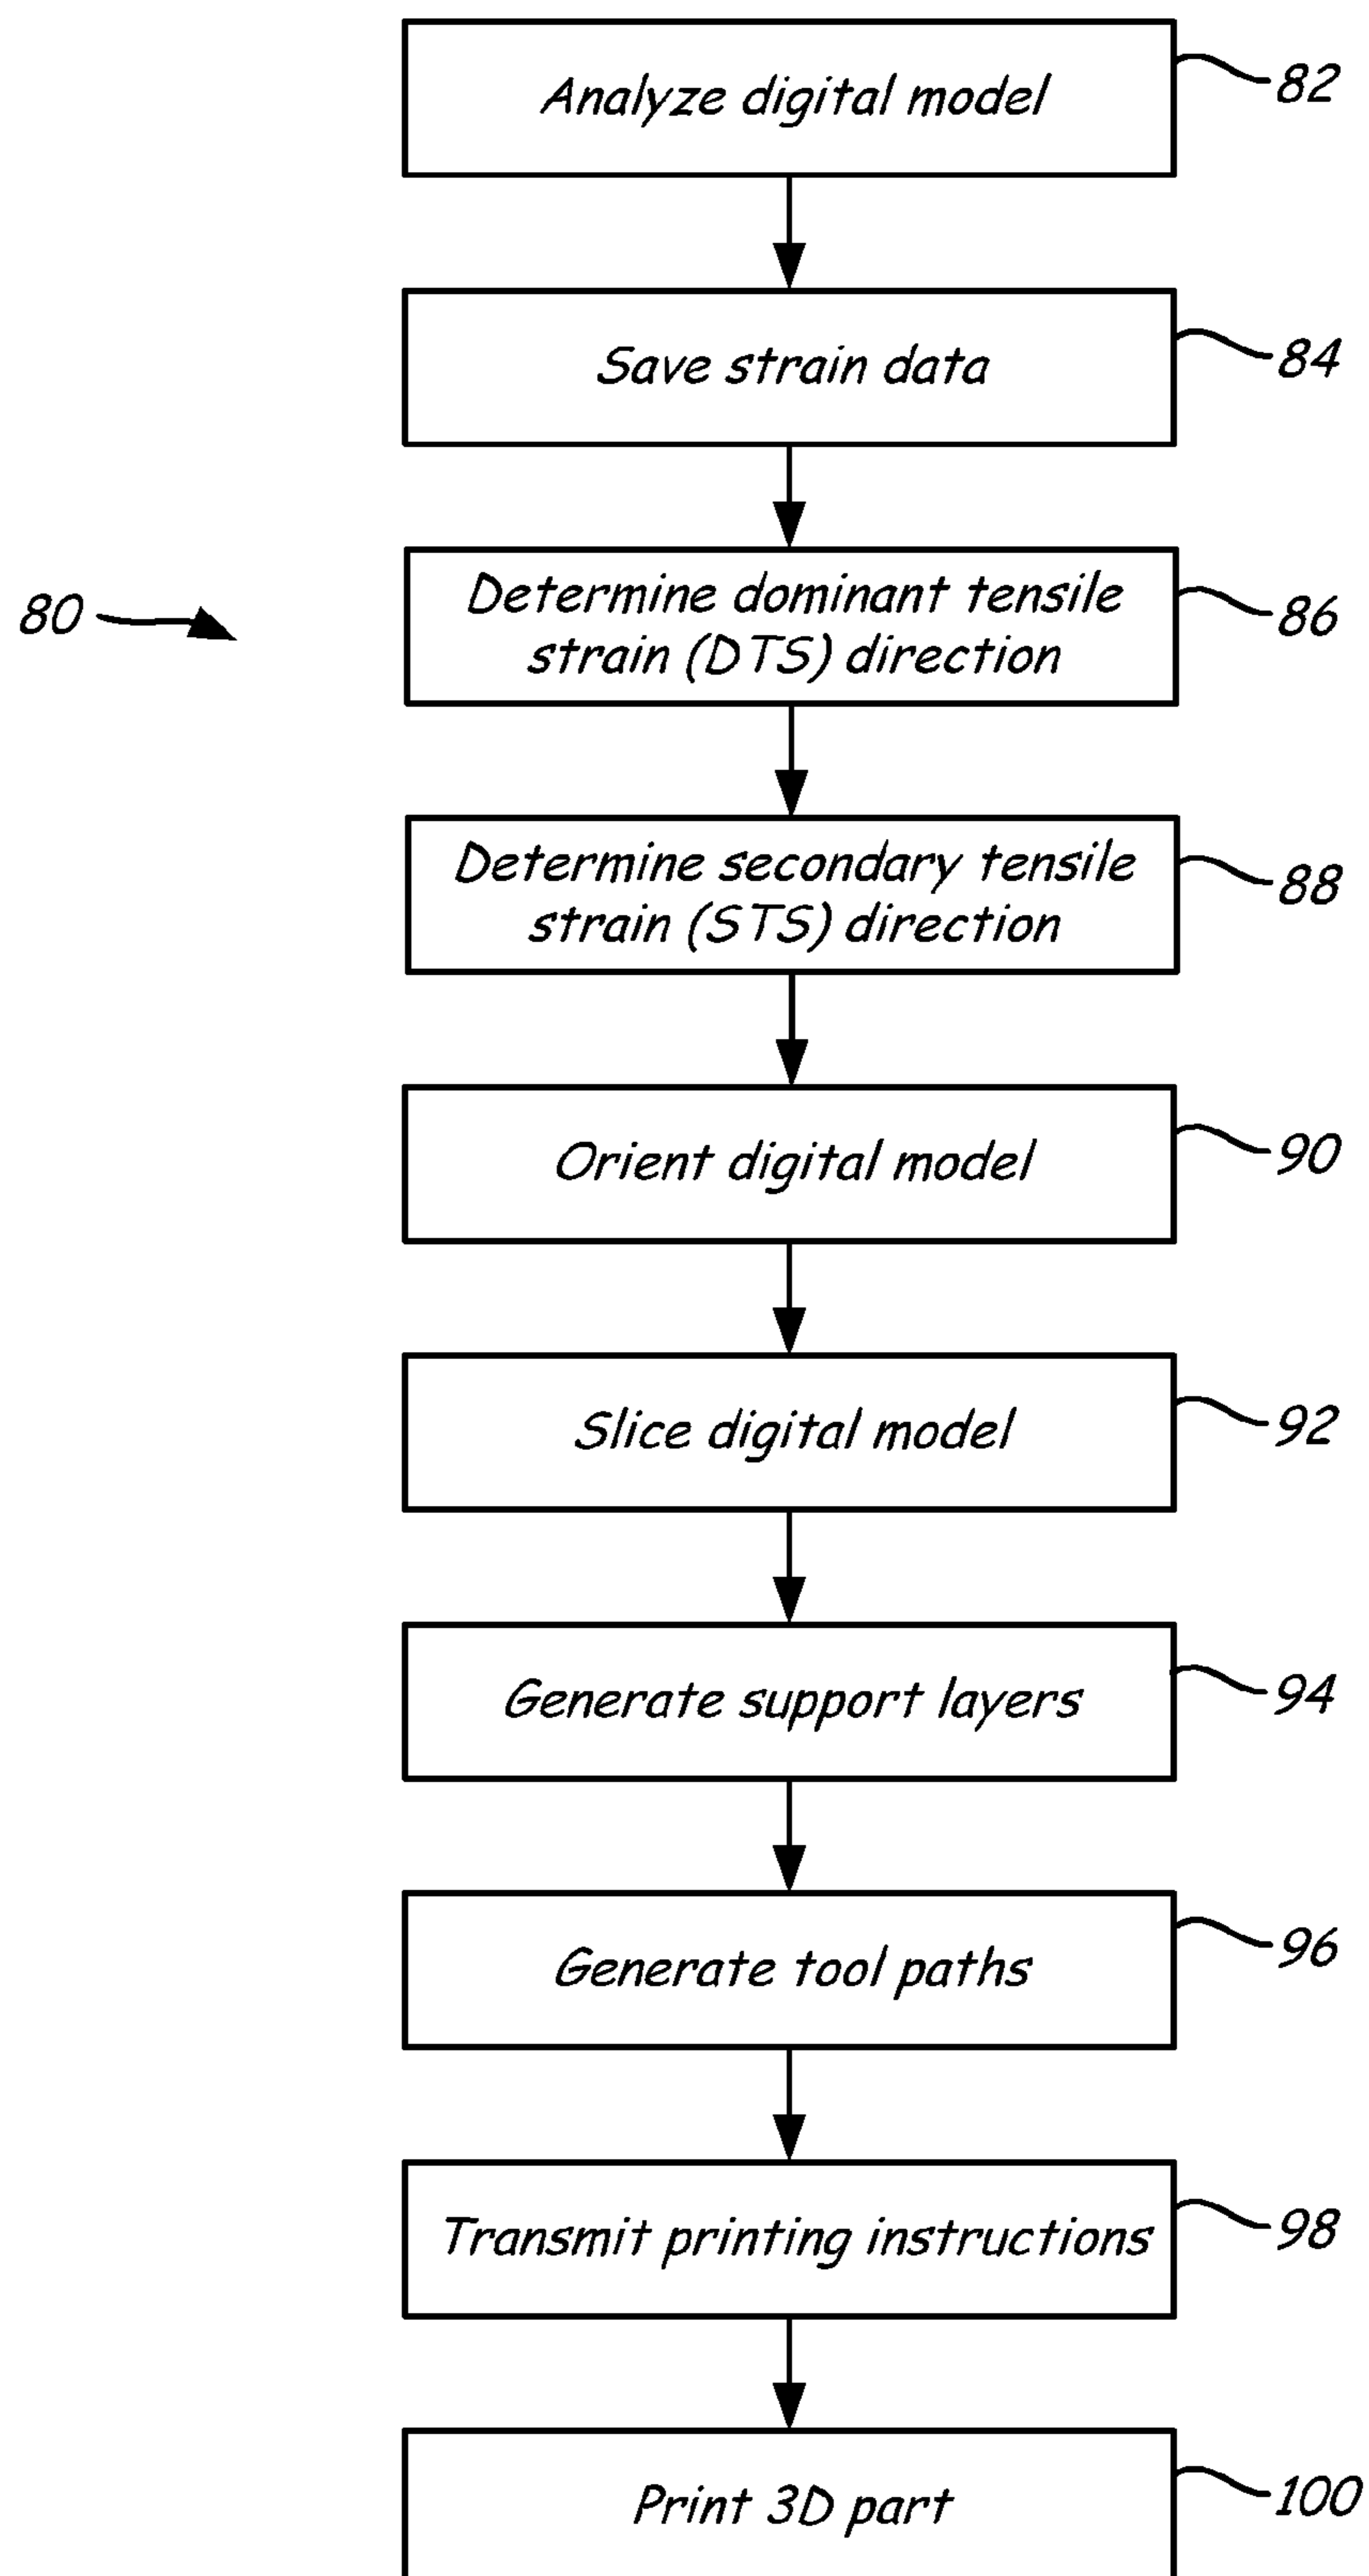 Analyze digital model
82
Save strain data
84
80
Determine dominant tensile
strain (DTS) direction
86
Determine secondary tensile
strain (STS) direction
88
Orient digital model
90
Slice digital model
92
Generate support layers
94
Generate tool paths
96
Transmit printing instructions
98
Print 3D part
100